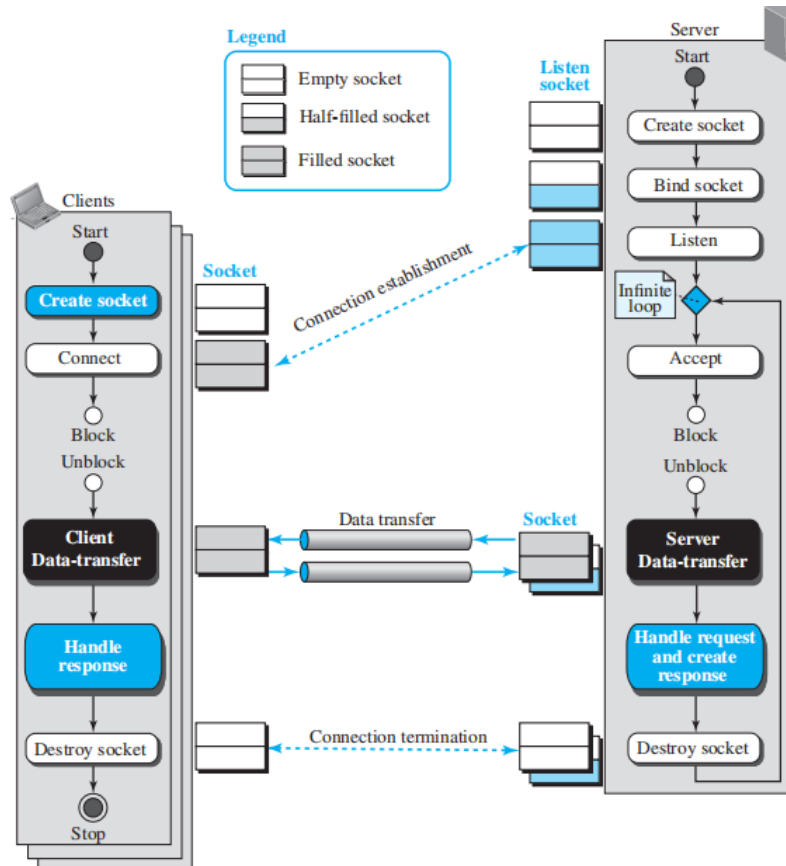 Legend
Empty socket
Half-filled socket
Filled socket
Clients
Start
Create socket
Connect
Block
Unblock
Client
Data-transfer
Handle
response
Destroy socket
Stop
Socket
Connection establishment
Data transfer
Connection termination
Listen
socket
Socket
Server
Start
Create socket
Bind socket
Listen
Infinite
loop
Accept
Block
Unblock
Server
Data-transfer
Handle request
and create
response
Destroy socket